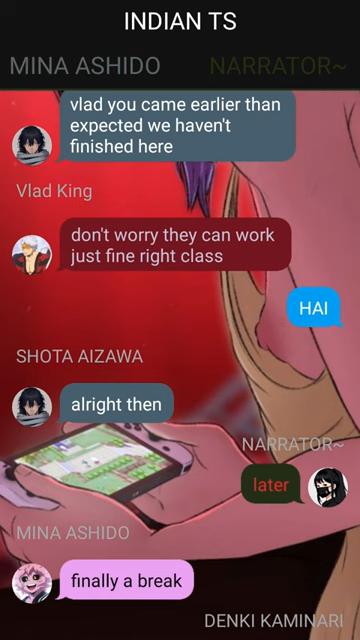 INDIAN TS
MINA ASHIDO
NARRATOR~
vlad you came earlier than
expected we haven't
finished here
Vlad King
don't worry they can work
just fine right class
HAI
SHOTA AIZAWA
alright then
NARRATOR~
later
MINA ASHIDO
finally a break
DENKI KAMINARI